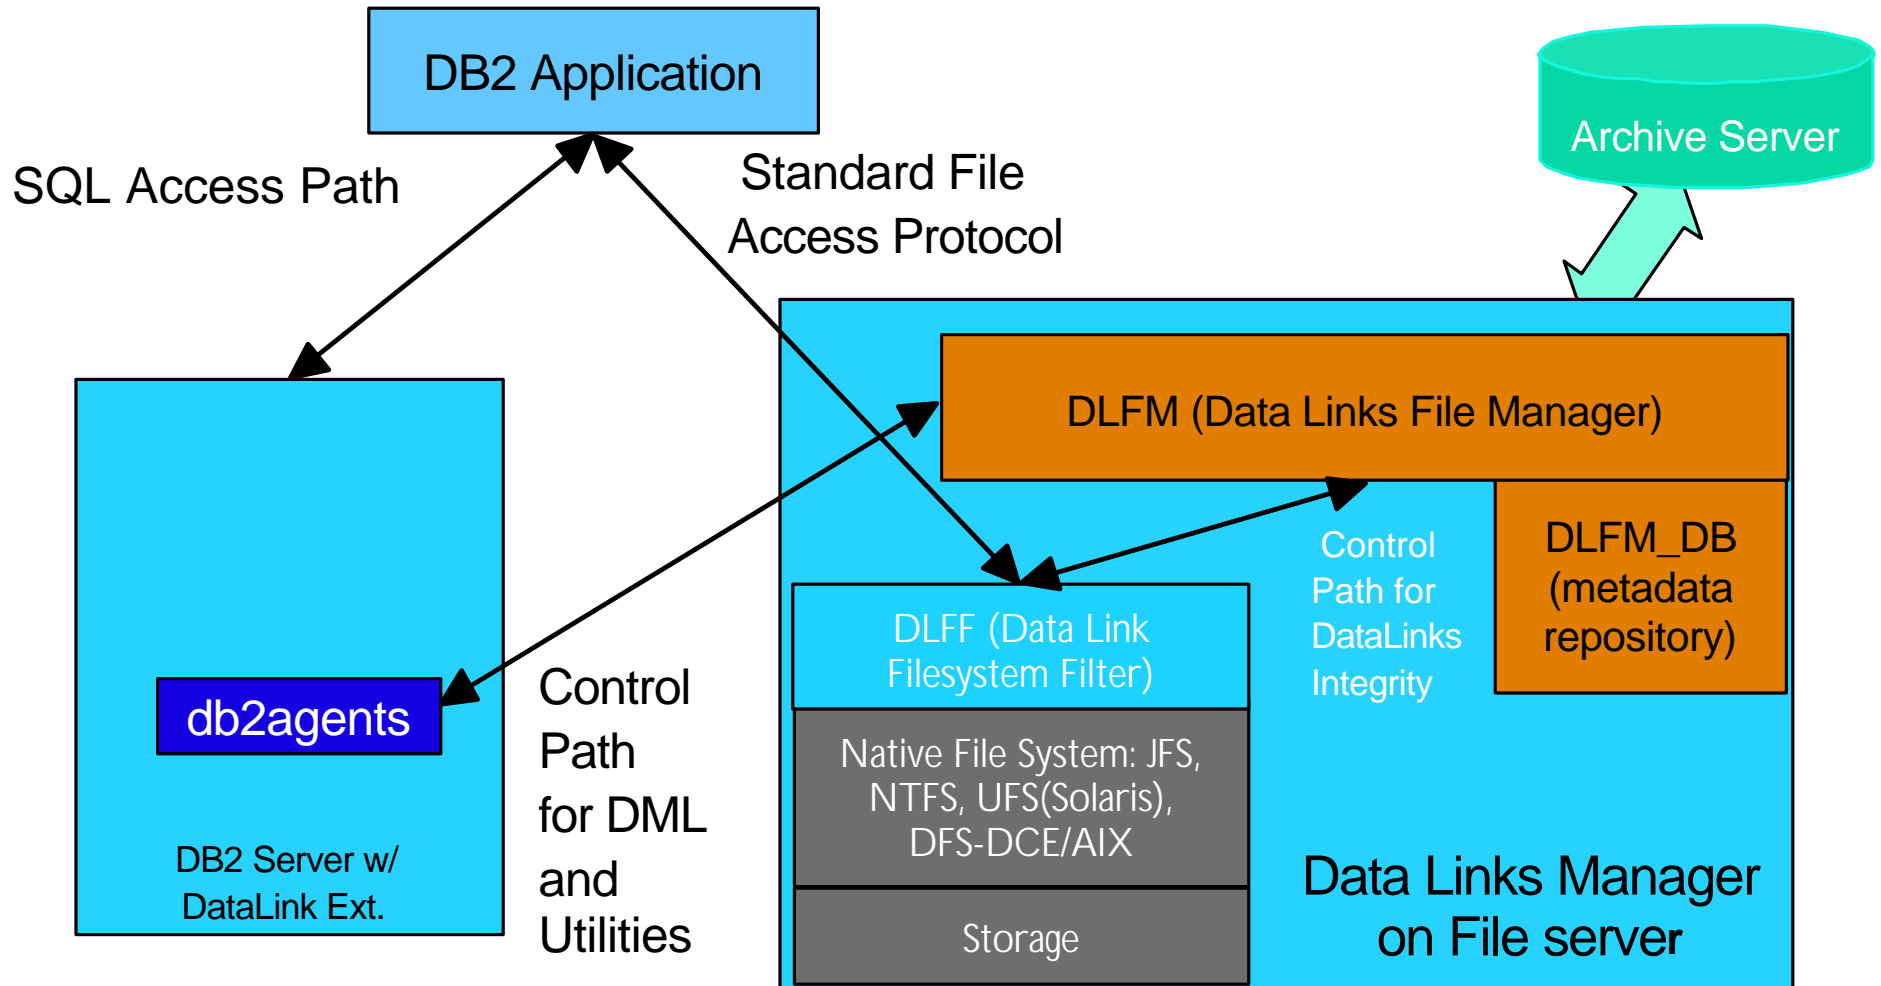 DB2 Application
Archive Server
SQL Access Path
Standard File
Access Protocol
DLFM (Data Links File Manager)
Control
Path for
DataLinks
Integrity
DLFM_DB
(metadata
repository)
DLFF (Data Link
Filesystem Filter)
db2agents
Control
Path
for DML
and
Utilities
Native File System: JFS,
NTFS, UFS(Solaris),
DFS-DCE/AIX
DB2 Server w/
DataLink Ext.
Storage
Data Links Manager
on File server